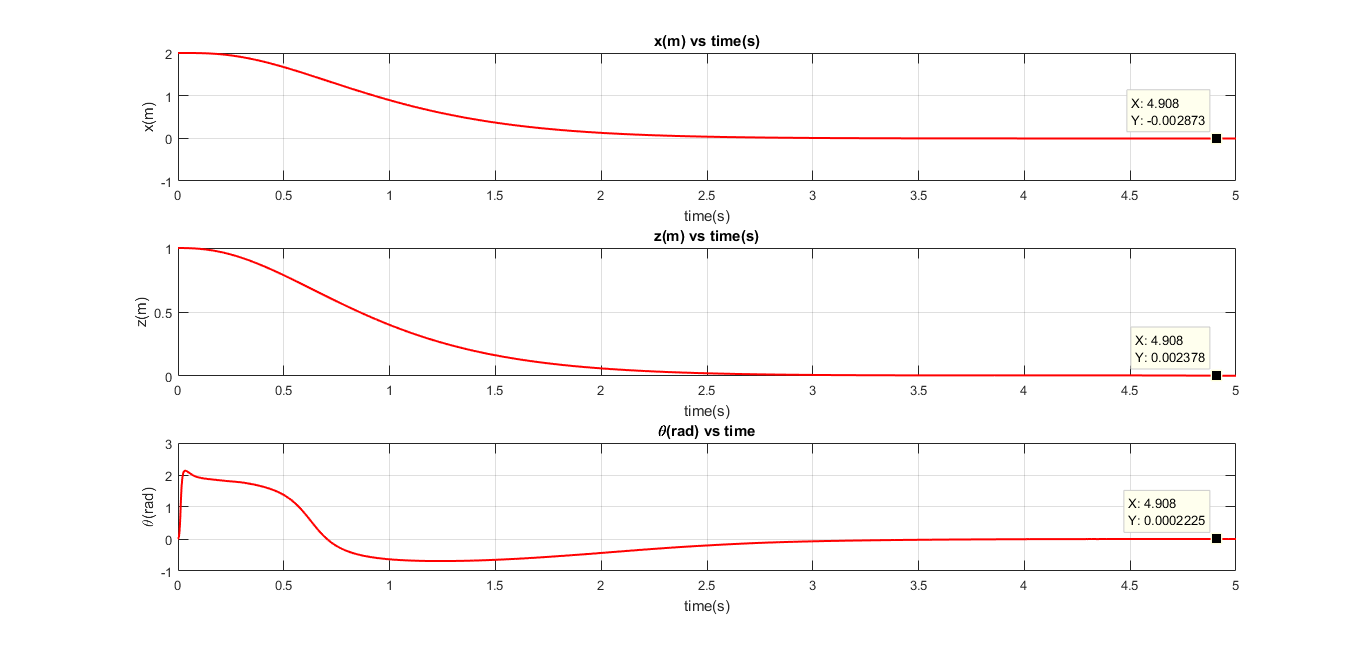 x(m) vs time(s)
2
1
0
-1
x(m)
X: 4.908
Y: -0.002873
0 0.5 1 1.5 2 2.5 3 3.5 4 4.5 5
time(s)
z(m) vs time(s)
1
0.5
0
z(m)
X: 4.908
Y: 0.002378
0 0.5 1 1.5 2 2.5 3 3.5 4 4.5 5
time(s)
θ(rad) vs time
3
2
1
0
-1
θ(rad)
X: 4.908
Y: 0.0002225
0 0.5 1 1.5 2 2.5 3 3.5 4 4.5 5
time(s)